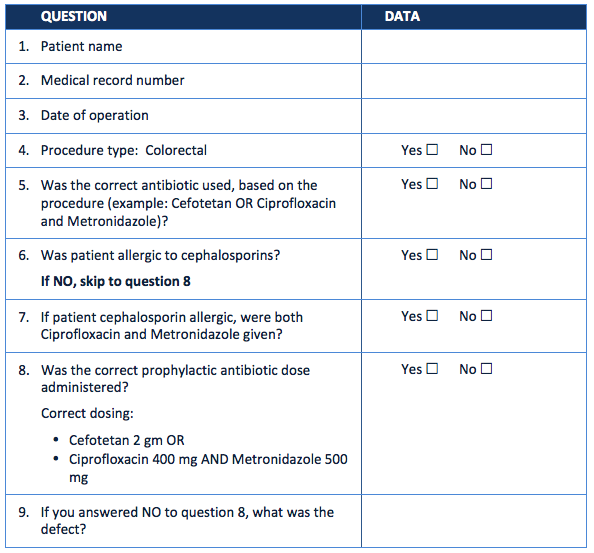 QUESTION DATA
1. Patient name
2. Medical record number
3. Date of operation
4. Procedure type: Colorectal Yes ☐ No ☐
5. Was the correct antibiotic used, based on the Yes ☐ No ☐
procedure (example: Cefotetan OR Ciprofloxacin
and Metronidazole)?
6. Was patient allergic to cephalosporins? Yes ☐ No ☐
If NO, skip to question 8
7. If patient cephalosporin allergic, were both Yes ☐ No ☐
Ciprofloxacin and Metronidazole given?
8. Was the correct prophylactic antibiotic dose Yes ☐ No ☐
administered?
Correct dosing:
• Cefotetan 2 gm OR
• Ciprofloxacin 400 mg AND Metronidazole 500
mg
9. If you answered NO to question 8, what was the
defect?